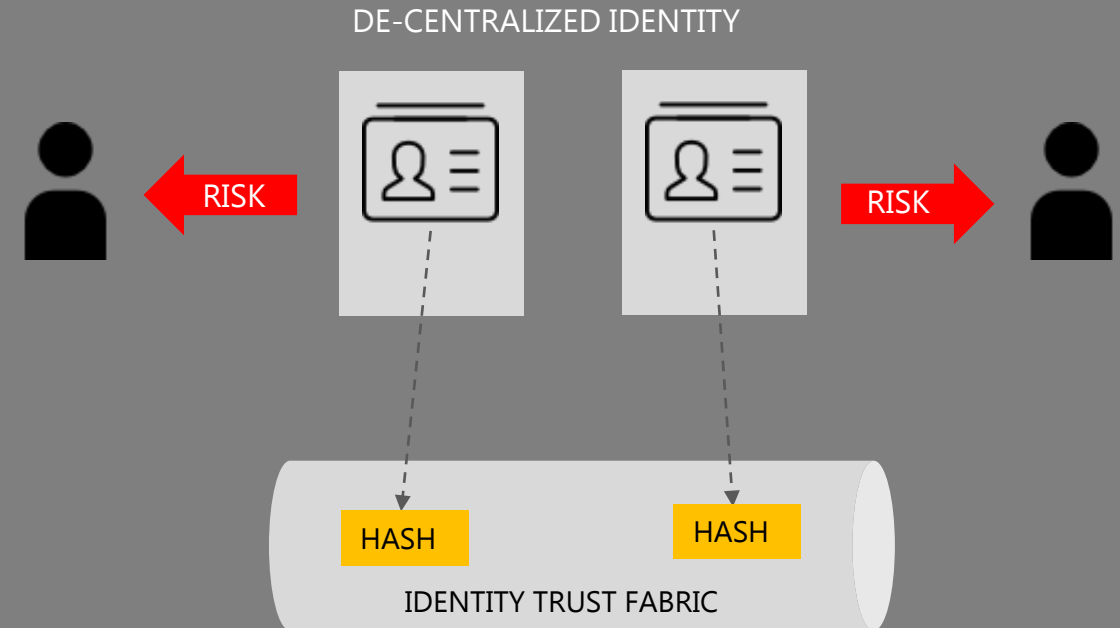 DE-CENTRALIZED IDENTITY
RISK
RISK
HASH
HASH
IDENTITY TRUST FABRIC